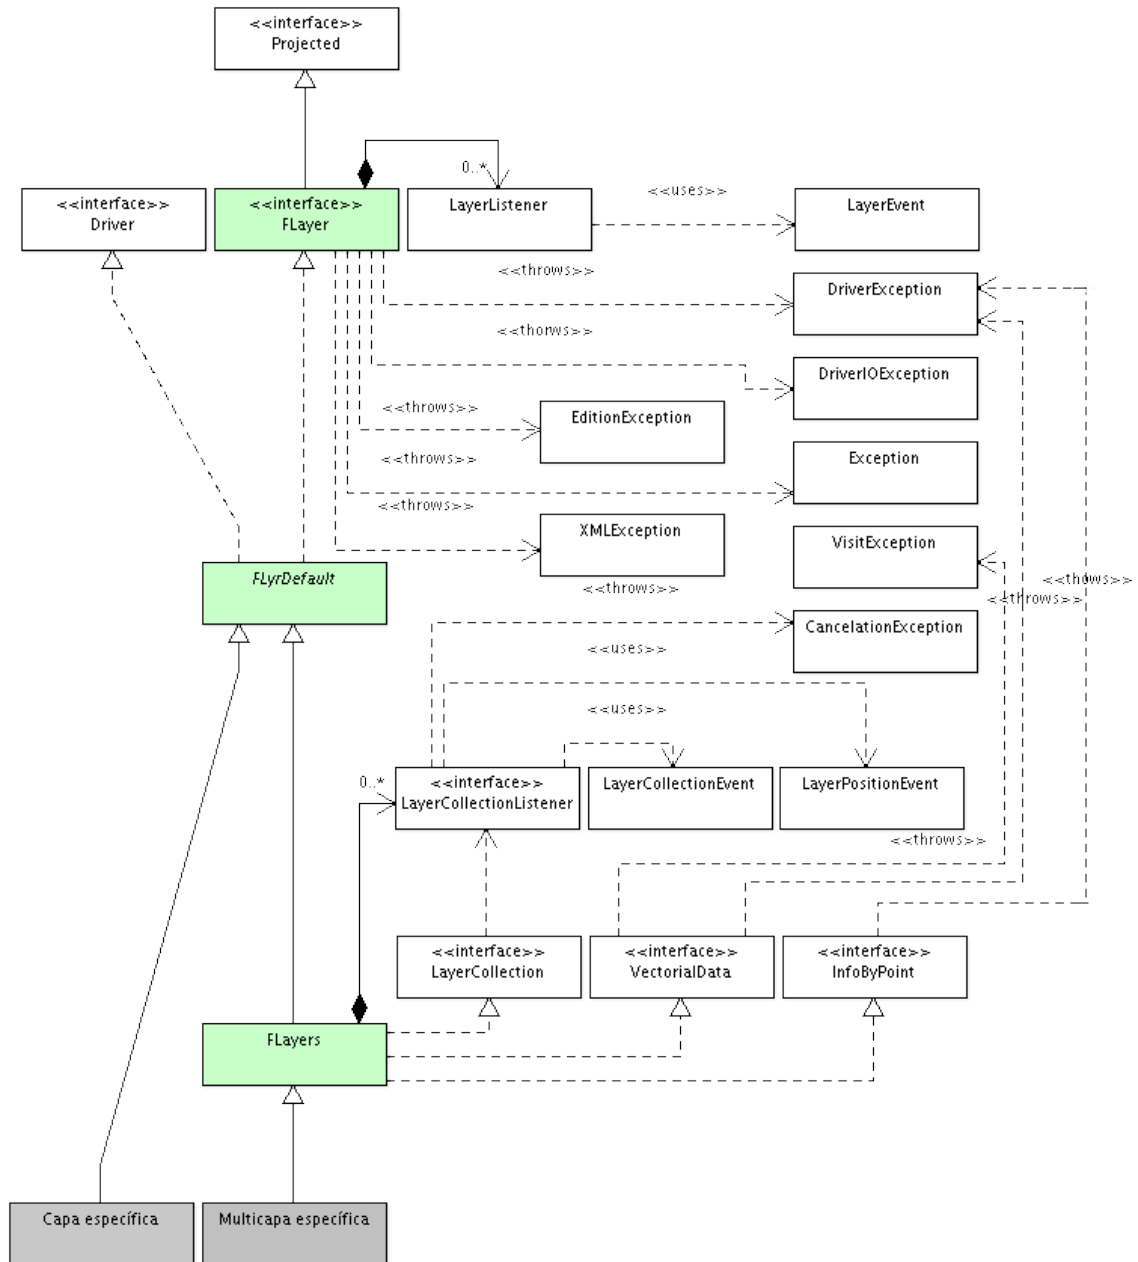 <<interface>>
Projected
0..*
<<interface>>
Driver
<<interface>>
FLayer
LayerListener
<<uses>>
LayerEvent
<<throws>>
DriverException
<<thorws>>
DriverIOException
<<throws>>
EditionException
<<throws>>
Exception
<<throws>>
XMLException
VisitException
<<throws>>
<<thows>>
<<throws>>
FLyrDefault
CancelationException
<<uses>>
<<uses>>
0..*
<<interface>>
LayerCollectionListener
LayerCollectionEvent
LayerPositionEvent
<<throws>>
<<interface>>
LayerCollection
<<interface>>
VectorialData
<<interface>>
InfoByPoint
FLayers
Capa específica
Multicapa específica